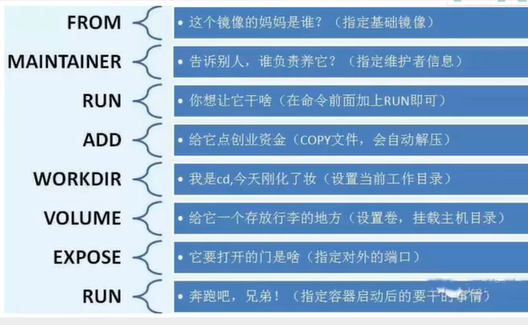 FROM
• 这个镜像的妈妈是谁？（指定基础镜像）
MAINTAINER
• 告诉别人，谁负责养它？（指定维护者信息）
RUN
• 你想让它干啥（在命令前面加上RUN即可）
ADD
• 给它点创业资金（COPY文件，会自动解压）
WORKDIR
• 我是cd,今天刚化了妆（设置当前工作目录）
VOLUME
• 给它一个存放行李的地方（设置卷，挂载主机目录）
EXPOSE
• 它要打开的门是啥（指定对外的端口）
RUN
• 奔跑吧，兄弟！（指定容器启动后的要干的事情）